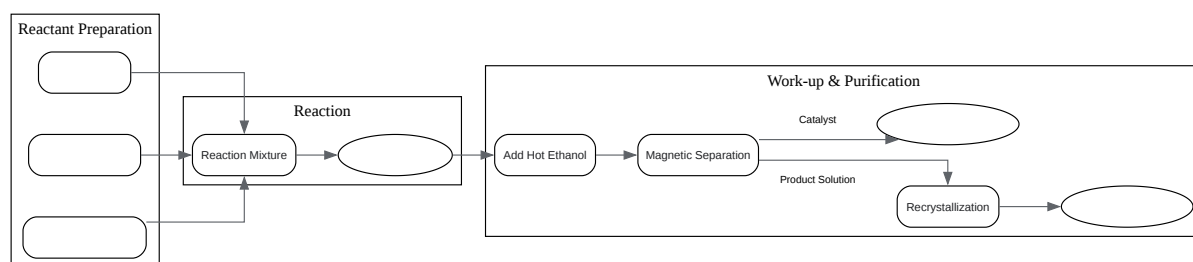 Reactant Preparation
Reaction
Reaction Mixture
Work-up & Purification
Add Hot Ethanol
Magnetic Separation
Catalyst
Product Solution
Recrystallization